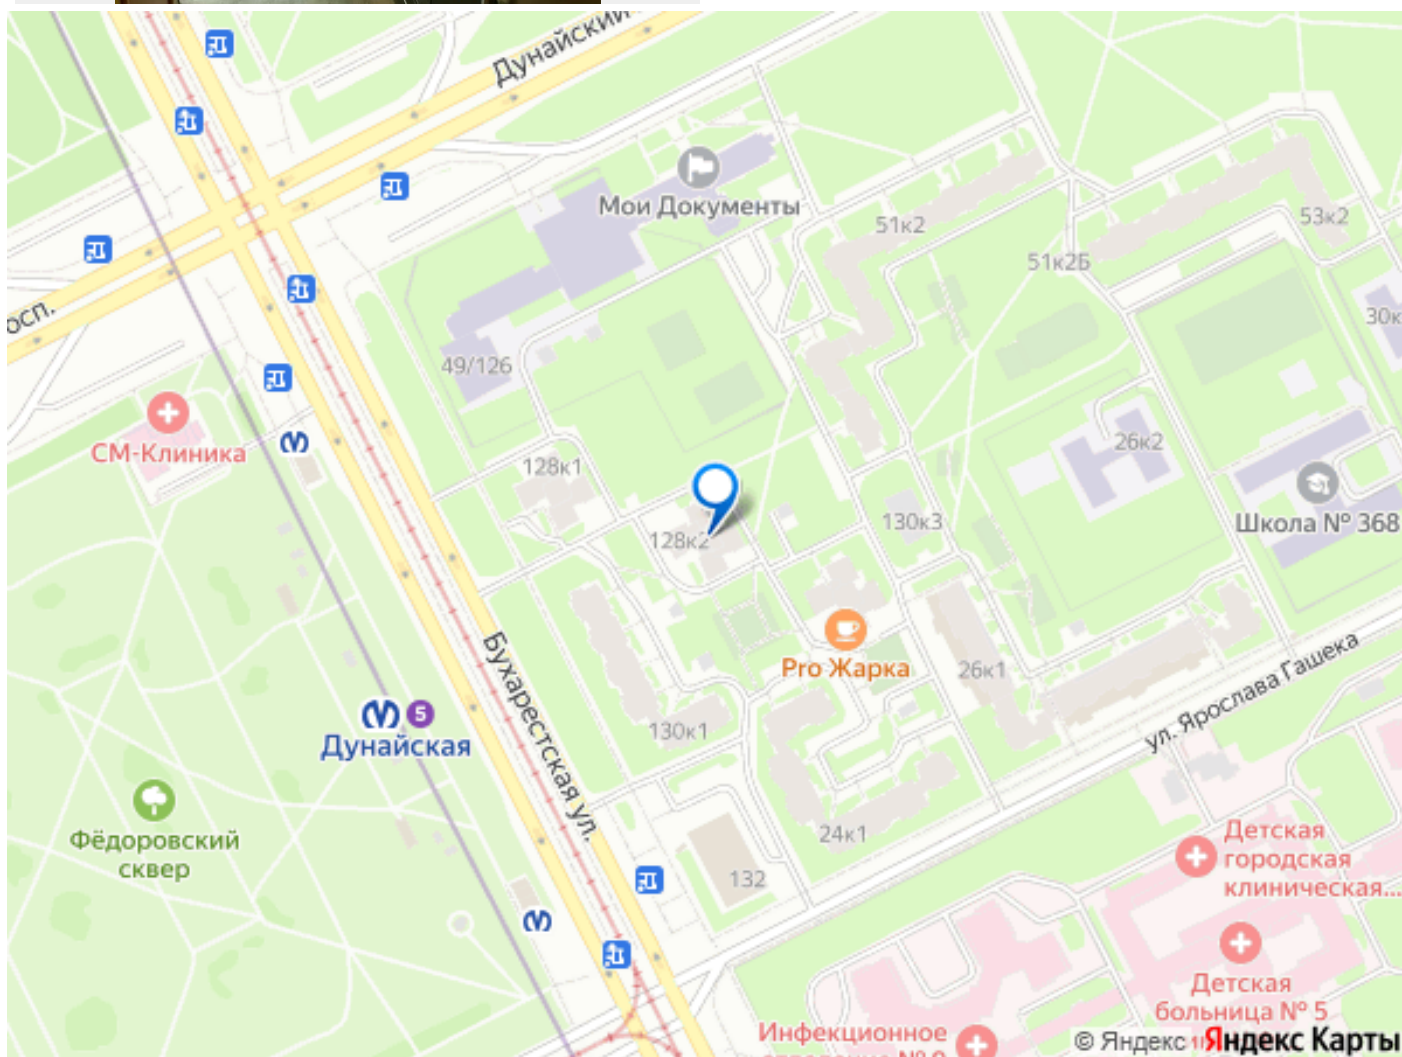 Дунайский
Мои Документы
51к2
53к2
51к2Б
осп.
30к
49/126
СМ-Клиника
26к2
128к1
Школа № 368
130к3
128к2
Бухарестская ул.
Pro Жарка
26к1
ул. Ярослава Гашека
5
Дунайская
130к1
Фёдоровский
сквер
24к1
Детская
городская
клиническая...
132
Детская
больница № 5
Инфекционное
© Яндекс
Яндекс Карты